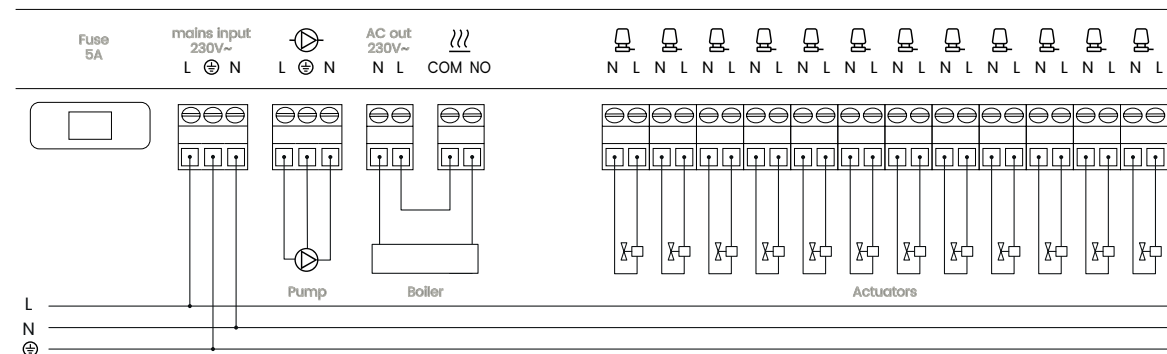 Fuse
5A
mains input
230V~
L N
L N
AC out
230V~
N L
COM NO
N L N L N L N L N L N L N L N L N L N L N L N L
Pump
Boiler
Actuators
L
N